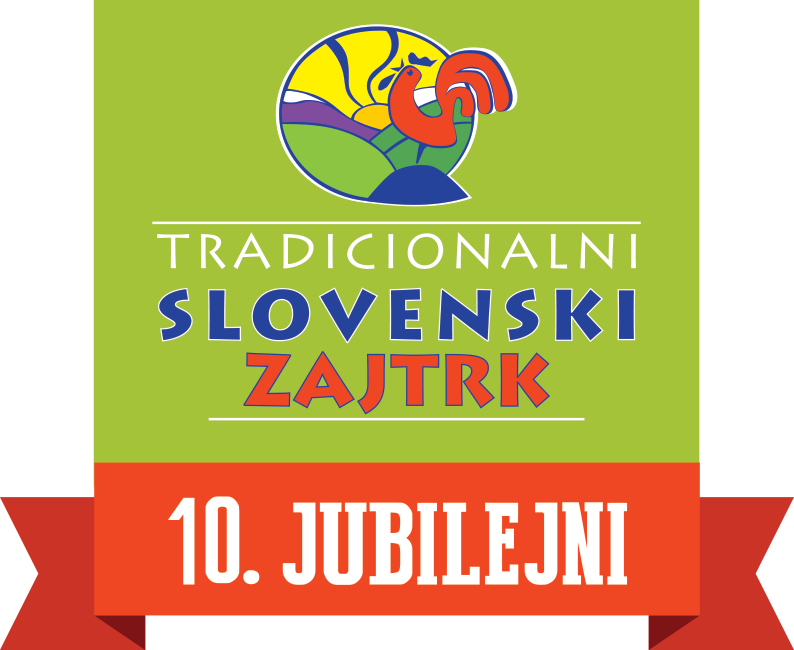 TRADICIONALNI
SLOVENSKI
ZAJTRK
10. JUBILEJNI